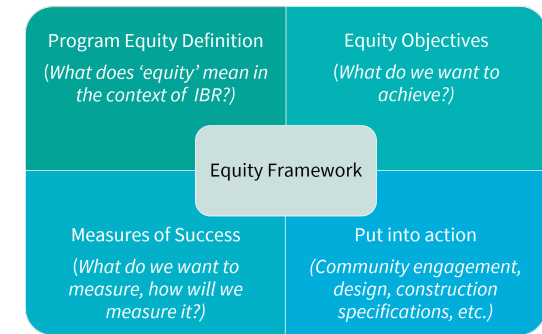 Program Equity Definition
(What does ‘equity’ mean in
the context of IBR?)
Equity Objectives
(What do we want to
achieve?)
Equity Framework
Measures of Success
(What do we want to
measure, how will we
measure it?)
Put into action
(Community engagement,
design, construction
specifications, etc.)